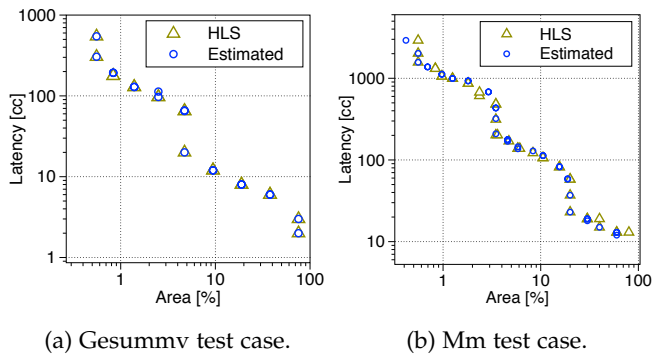 HLS
Estimated
1000
100
10
1
Latency [cc]
1
10
100
Area [%]
(a) Gesummv test case.
HLS
Estimated
1000
100
10
Latency [cc]
1
10
100
Area [%]
(b) Mm test case.